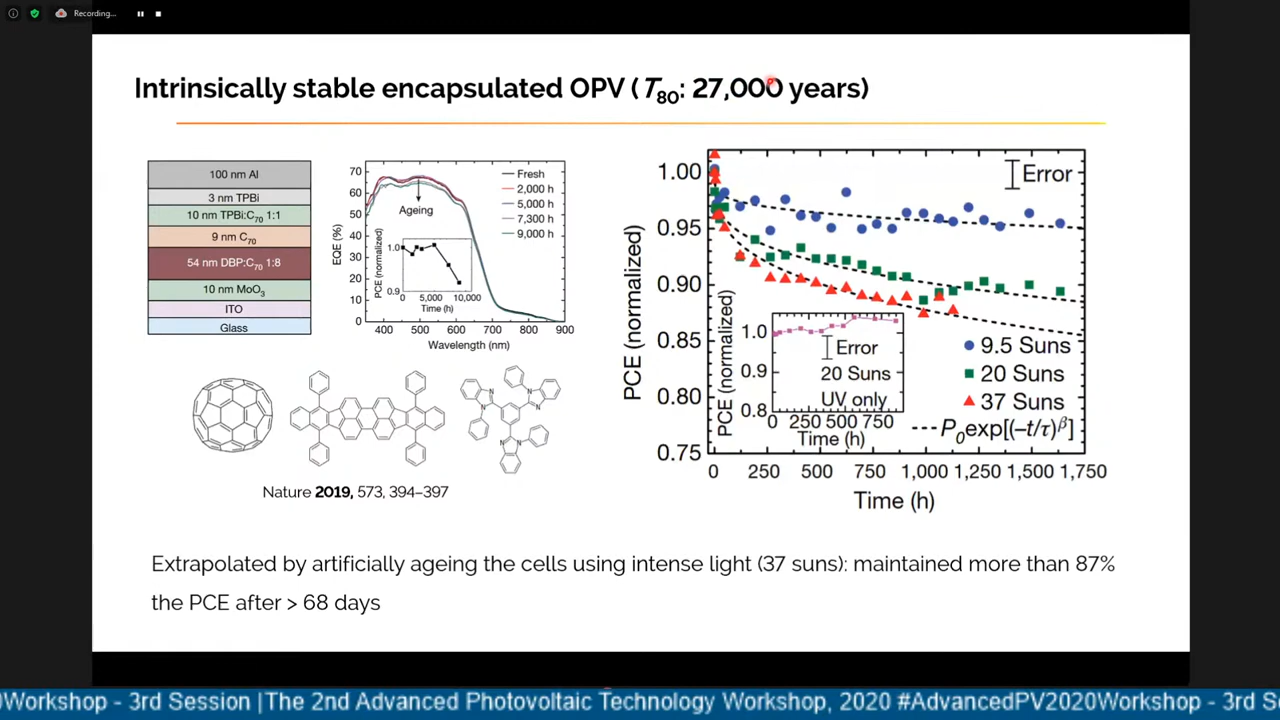 Recording...
Intrinsically stable encapsulated OPV (T80: 27,000 years)
100 nm Al
3 nm TPBi
10 nm TPBi:C70 1:1
9 nm C70
54 nm DBP:C70 1:8
10 nm MoO3
ITO
Glass
70
60
50
40
30
20
10
0
EQE (%)
Fresh
2,000 h
5,000 h
7,300 h
9,000 h
Ageing
PCE (normalized)
1.0
0.9
0 5,000 10,000
Time (h)
400 500 600 700 800 900
Wavelength (nm)
N
N
N
N
N
N
Nature 2019, 573, 394–397
PCE (normalized)
1.00
0.95
0.90
0.85
0.80
0.75
Error
9.5 Suns
20 Suns
37 Suns
P0exp[(–t/τ)β]
PCE (normalized)
1.0
0.9
0.8
Error
20 Suns
UV only
0 250 500 750
Time (h)
0 250 500 750 1,000 1,250 1,500 1,750
Time (h)
Extrapolated by artificially ageing the cells using intense light (37 suns): maintained more than 87%
the PCE after > 68 days
0Workshop - 3rd Session |The 2nd Advanced Photovoltaic Technology Workshop, 2020 #AdvancedPV2020Workshop - 3rd S